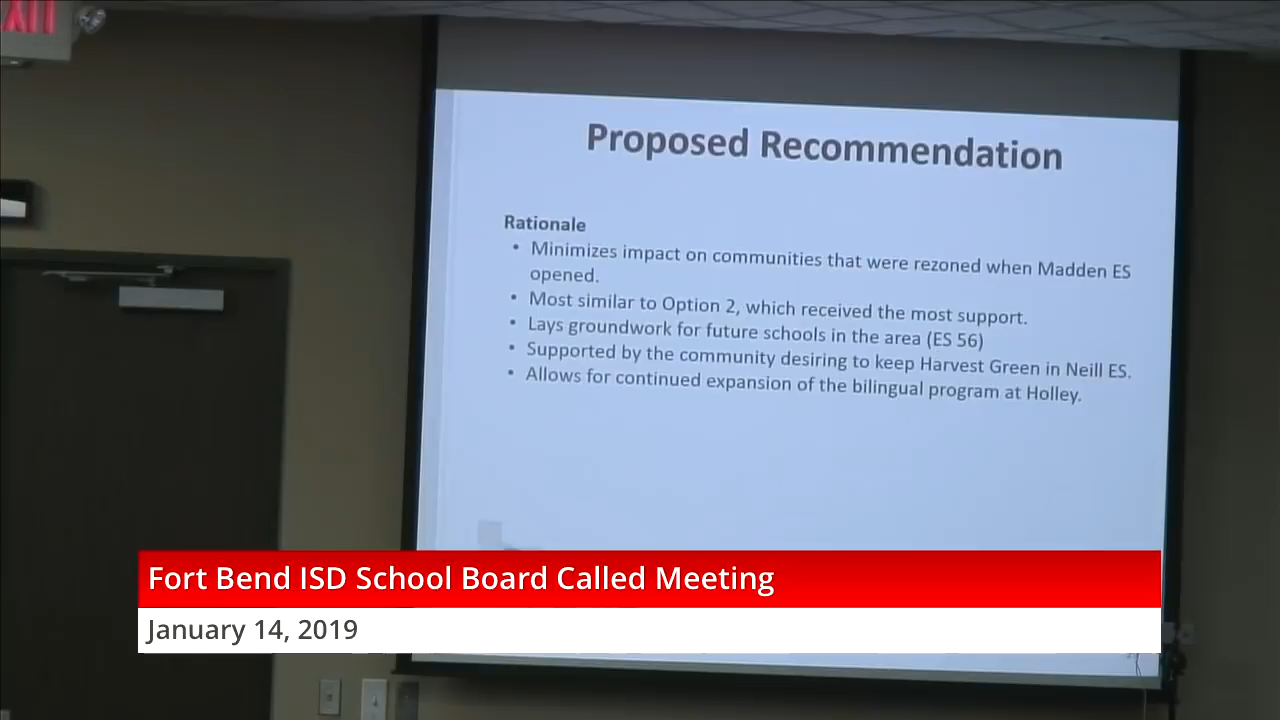 EXIT
Proposed Recommendation
Rationale
• Minimizes impact on communities that were rezoned when Madden ES
opened.
• Most similar to Option 2, which received the most support.
• Lays groundwork for future schools in the area (ES 56)
• Supported by the community desiring to keep Harvest Green in Neill ES.
• Allows for continued expansion of the bilingual program at Holley.
Fort Bend ISD School Board Called Meeting
January 14, 2019